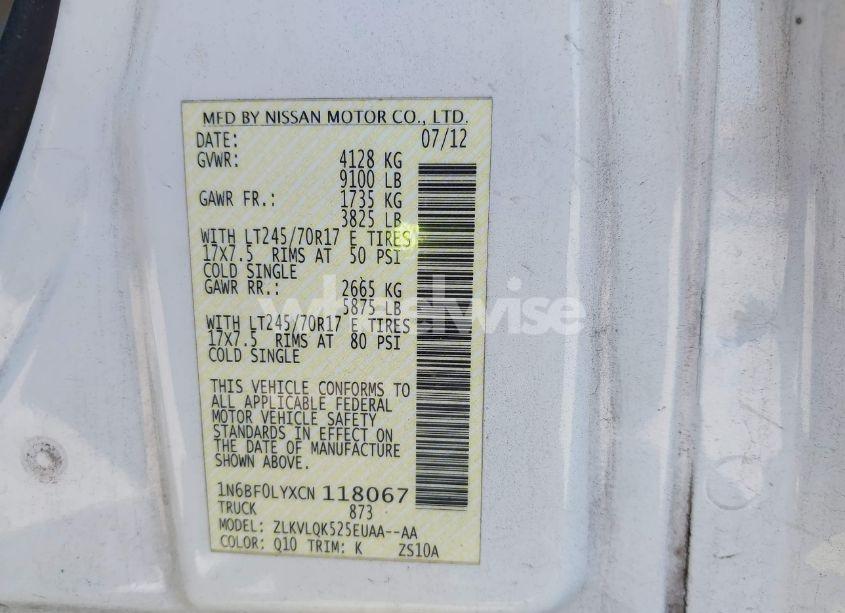 MFD BY NISSAN MOTOR CO., LTD.
DATE: 07/12
GVWR: 4128 KG
9100 LB
GAWR FR.: 1735 KG
3825 LB
WITH LT245/70R17 E TIRES
17X7.5 RIMS AT 50 PSI
COLD SINGLE
GAWR RR.: 2665 KG
5875 LB
WITH LT245/70R17 E TIRES
17X7.5 RIMS AT 80 PSI
COLD SINGLE
wheelwise
THIS VEHICLE CONFORMS TO
ALL APPLICABLE FEDERAL
MOTOR VEHICLE SAFETY
STANDARDS IN EFFECT ON
THE DATE OF MANUFACTURE
SHOWN ABOVE.
1N6BF0LYXCN 118067
TRUCK 873
MODEL: ZLKVLQK525EUAA--AA
COLOR: Q10 TRIM: K ZS10A